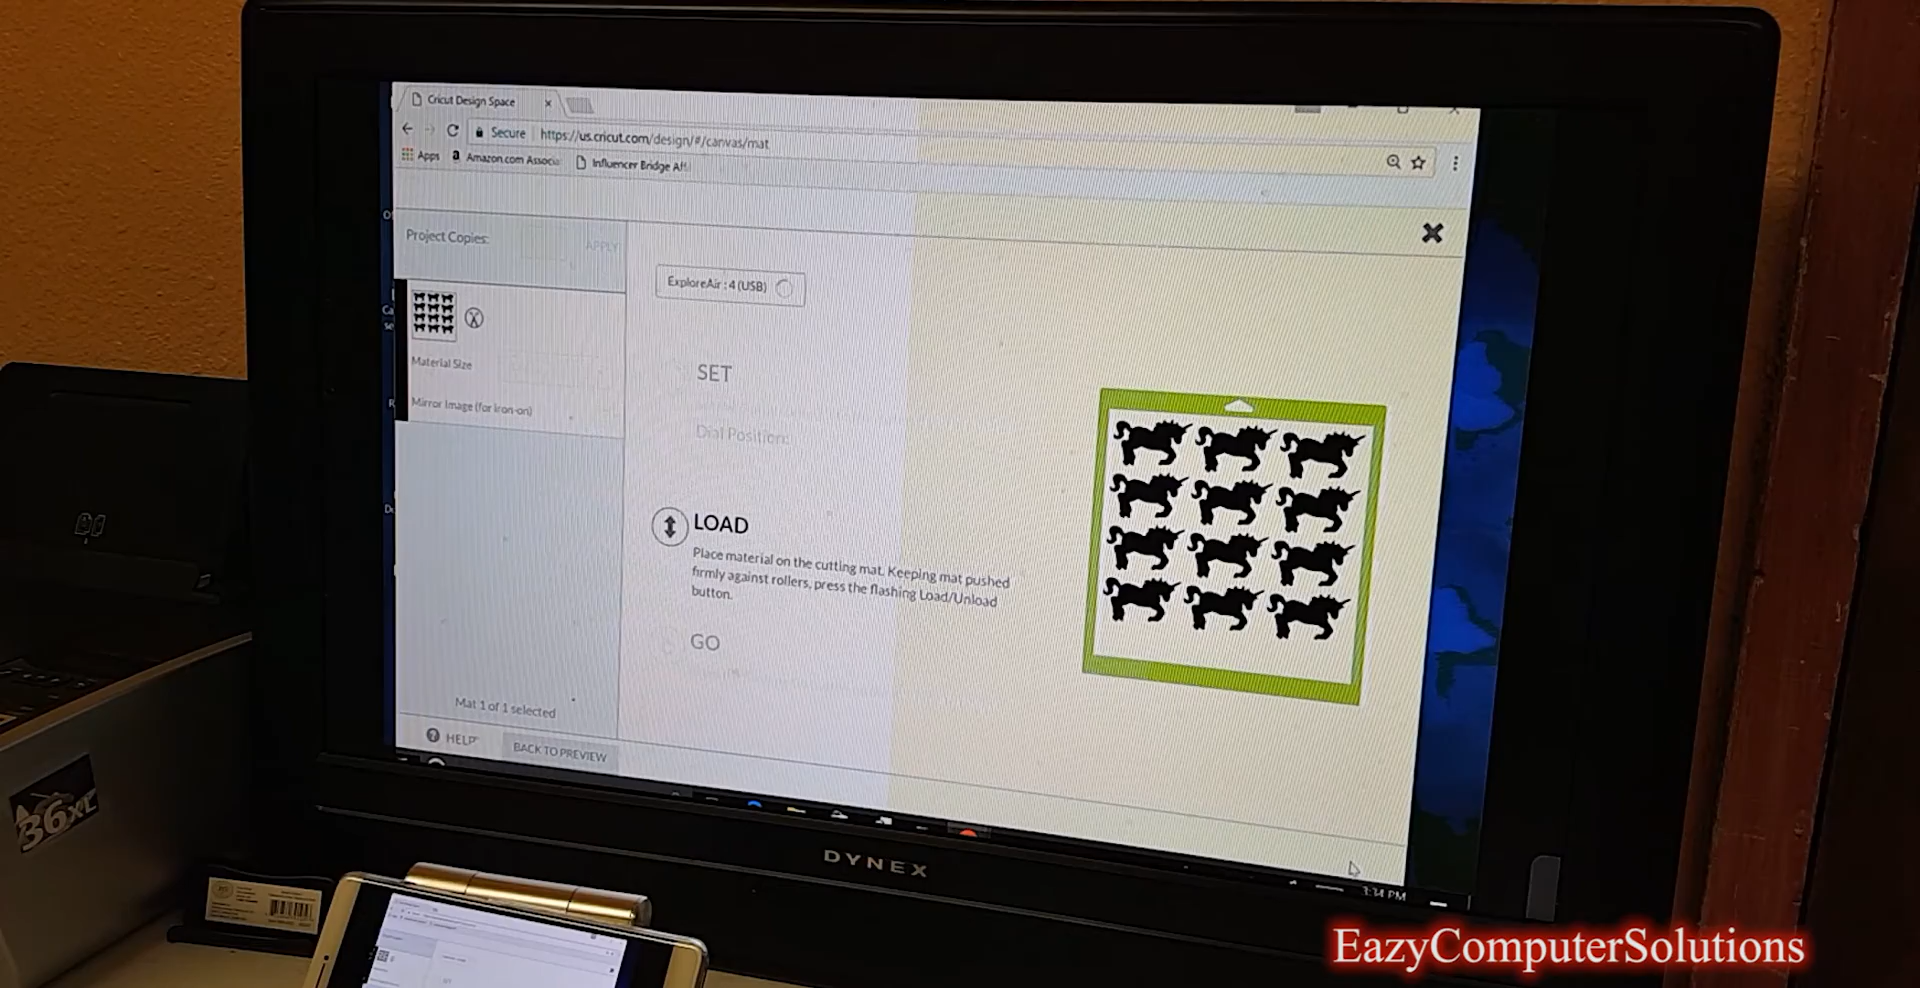 Cricut Design Space
Secure
https://us.cricut.com/design/#/canvas/mat
Apps
Amazon.com Associa
Influencer Bridge Aff
Project Copies:
APPLY
Material Size
Mirror Image (for iron-on)
ExploreAir : 4 (USB)
SET
Dial Position:
LOAD
Place material on the cutting mat. Keeping mat pushed
firmly against rollers, press the flashing Load/Unload
button.
GO
Mat 1 of 1 selected
HELP
BACK TO PREVIEW
DYNEX
36XL
EazyComputerSolutions